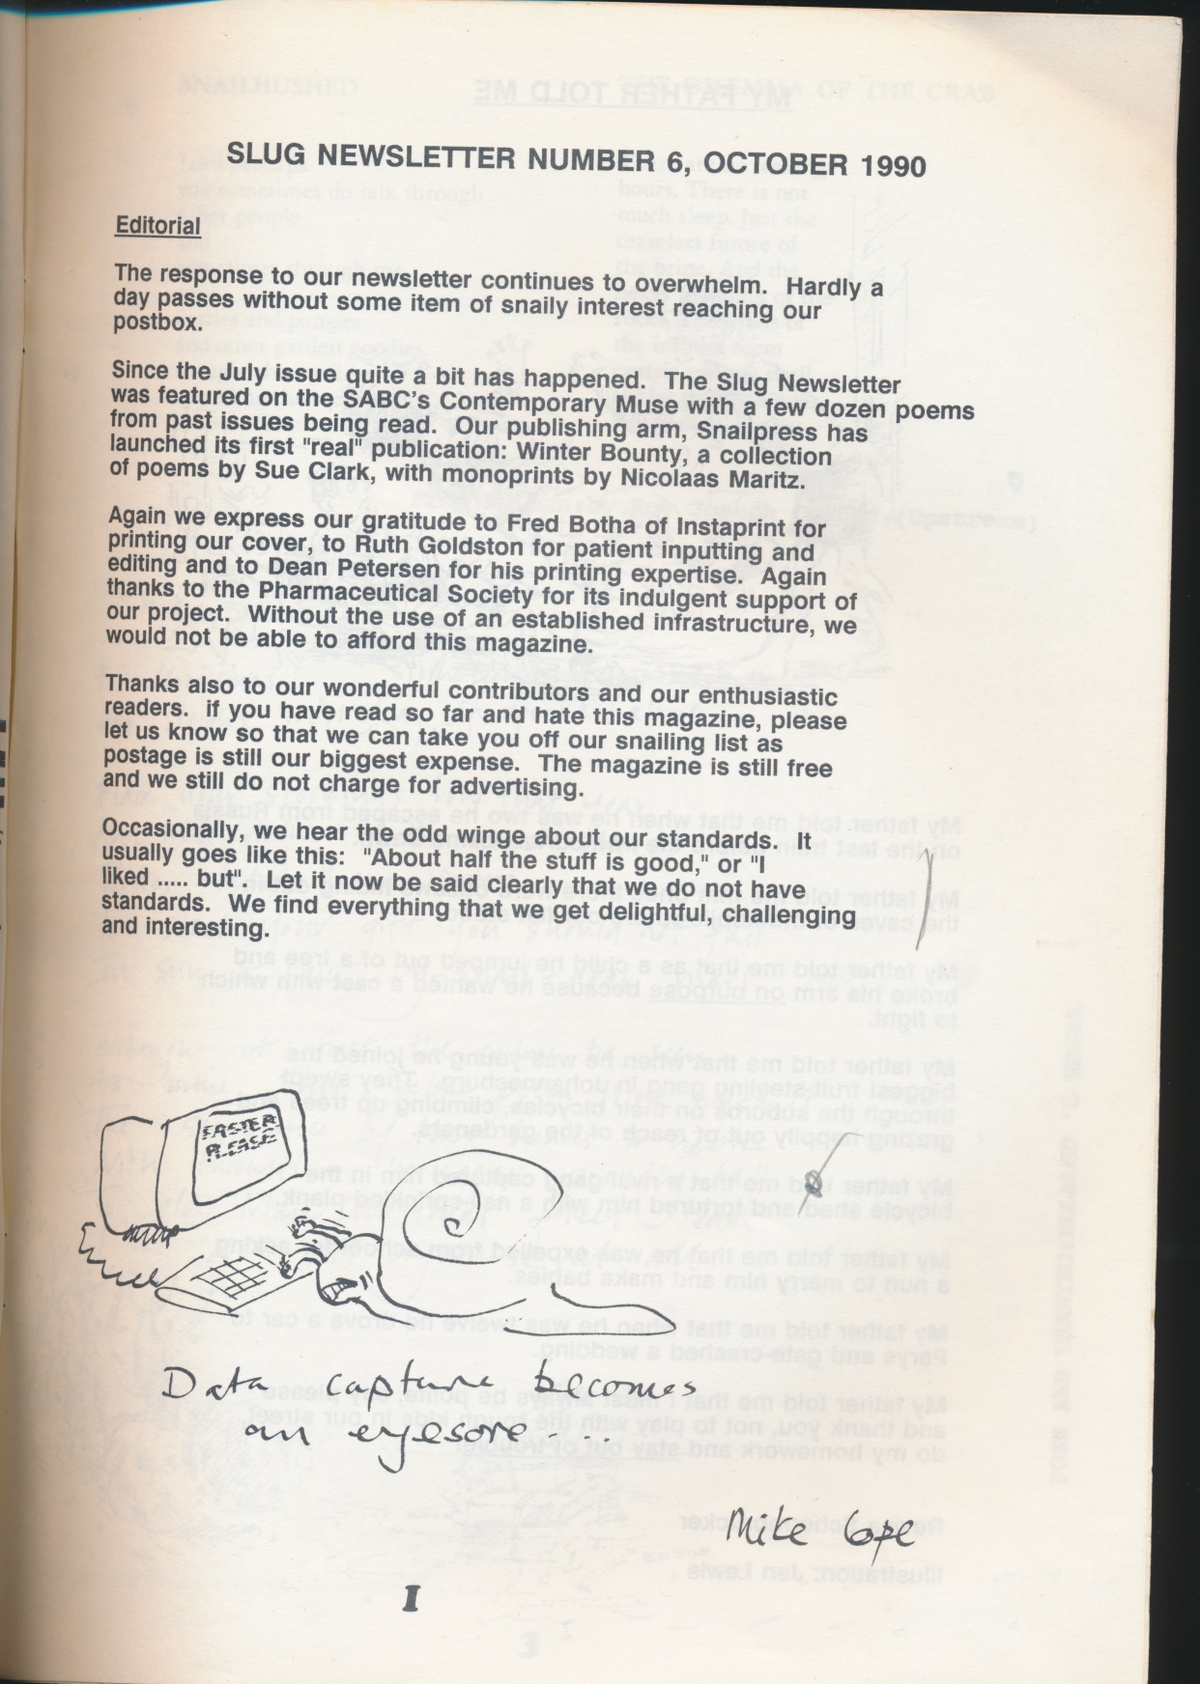 SLUG NEWSLETTER NUMBER 6, OCTOBER 1990
Editorial
The response to our newsletter continues to overwhelm. Hardly a
day passes without some item of snaily interest reaching our
postbox.
Since the July issue quite a bit has happened. The Slug Newsletter
was featured on the SABC's Contemporary Muse with a few dozen poems
from past issues being read. Our publishing arm, Snailpress has
launched its first "real" publication: Winter Bounty, a collection
of poems by Sue Clark, with monoprints by Nicolaas Maritz.
Again we express our gratitude to Fred Botha of Instaprint for
printing our cover, to Ruth Goldston for patient inputting and
editing and to Dean Petersen for his printing expertise. Again
thanks to the Pharmaceutical Society for its indulgent support of
our project. Without the use of an established infrastructure, we
would not be able to afford this magazine.
Thanks also to our wonderful contributors and our enthusiastic
readers. if you have read so far and hate this magazine, please
let us know so that we can take you off our snailing list as
postage is still our biggest expense. The magazine is still free
and we still do not charge for advertising.
Occasionally, we hear the odd winge about our standards. It
usually goes like this: "About half the stuff is good," or "I
liked ..... but". Let it now be said clearly that we do not have
standards. We find everything that we get delightful, challenging
and interesting.
FASTER
PLEASE
Data capture becomes
an eyesore....
Mike Cope
I